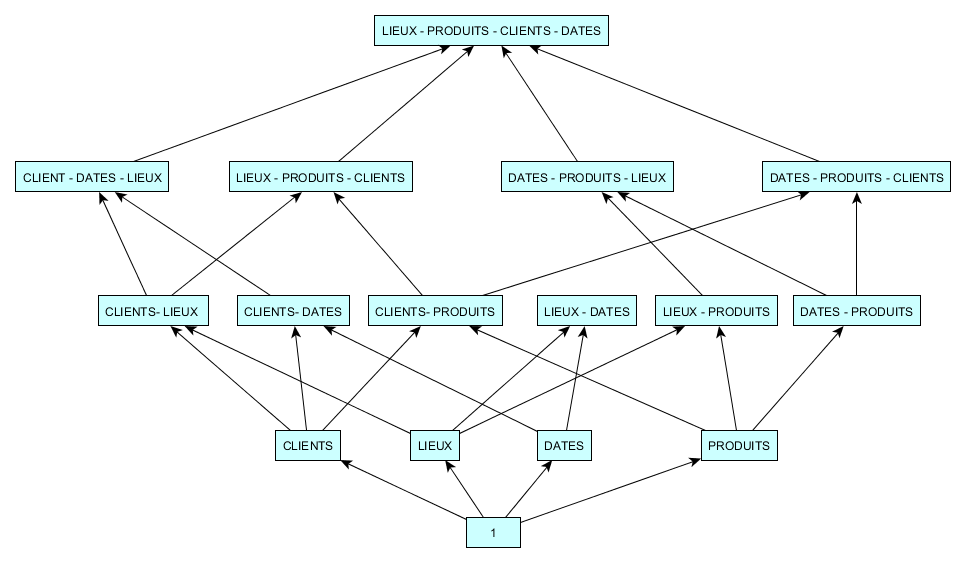 LIEUX - PRODUITS - CLIENTS - DATES
CLIENT - DATES - LIEUX
LIEUX - PRODUITS - CLIENTS
DATES - PRODUITS - LIEUX
DATES - PRODUITS - CLIENTS
CLIENTS- LIEUX
CLIENTS- DATES
CLIENTS- PRODUITS
LIEUX - DATES
LIEUX - PRODUITS
DATES - PRODUITS
CLIENTS
LIEUX
DATES
PRODUITS
1